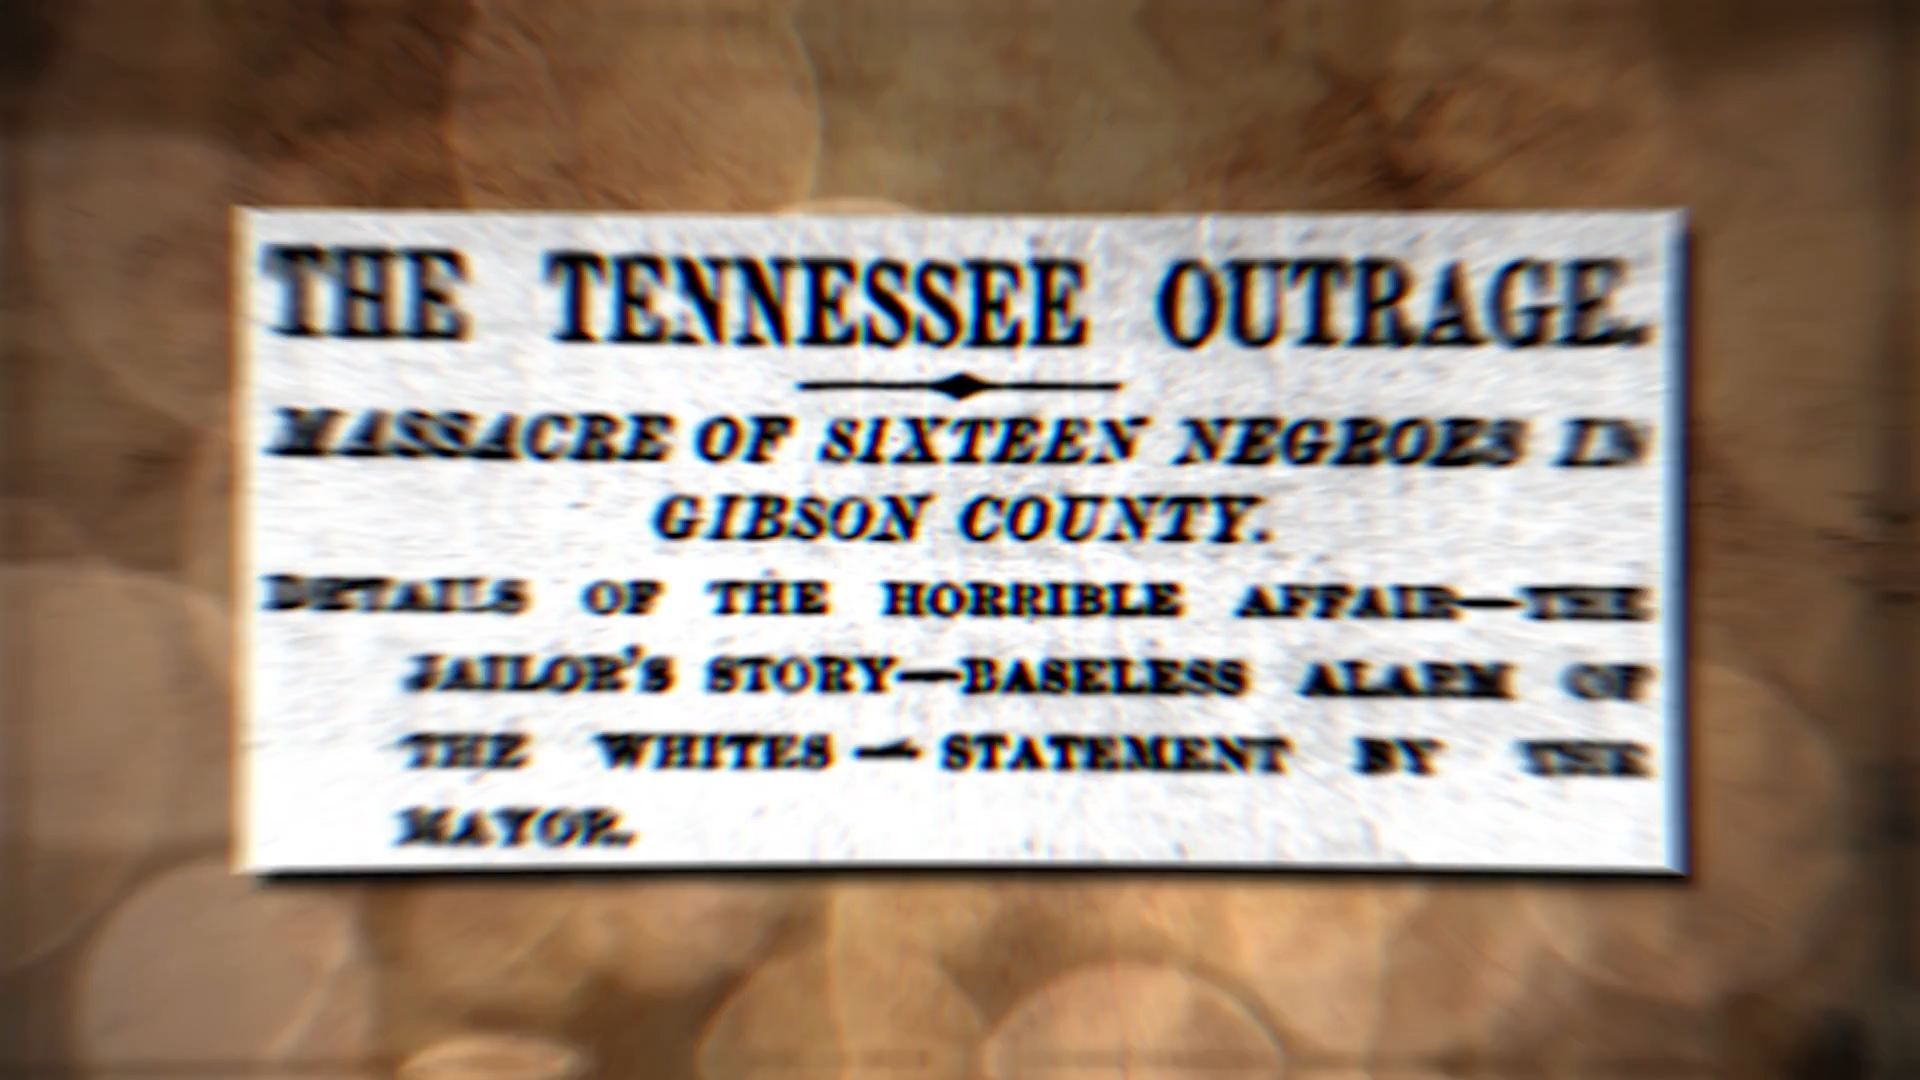 THE TENNESSEE OUTRAGE.
MASSACRE OF SIXTEEN NEGROES IN
GIBSON COUNTY.
DETAILS OF THE HORRIBLE AFFAIR—THE
JAILOR'S STORY—BASELESS ALARM OF
THE WHITES — STATEMENT BY THE
MAYOR.